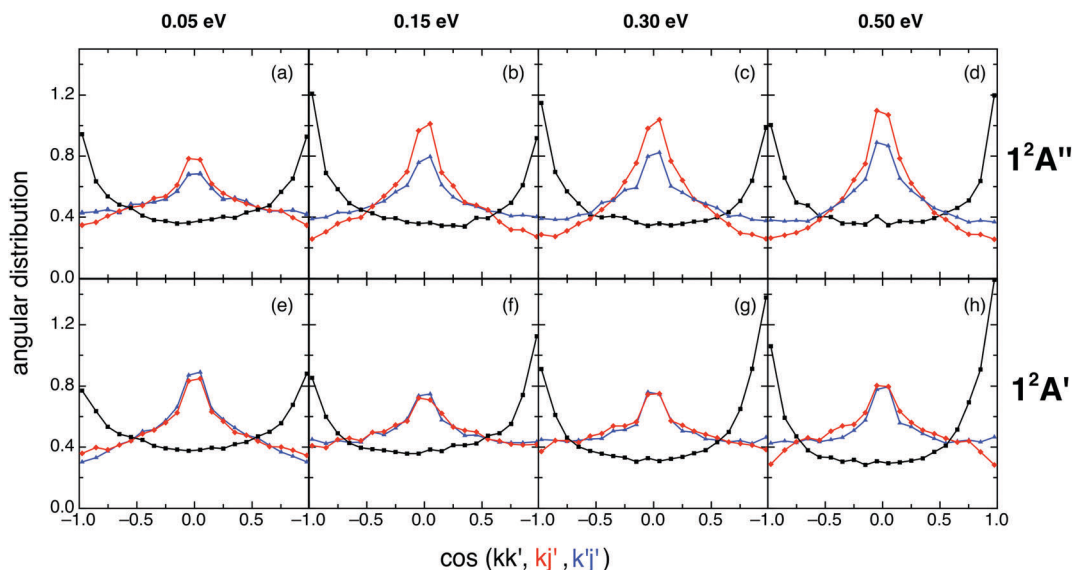 0.05 eV 0.15 eV 0.30 eV 0.50 eV
(a) (b) (c) (d)
1.2
0.8
0.4
0.0
1²A"
(e) (f) (g) (h)
1.2
0.8
0.4
0.0
1²A'
angular distribution
−1.0 −0.5 0.0 0.5 −1.0 −0.5 0.0 0.5 −1.0 −0.5 0.0 0.5 −1.0 −0.5 0.0 0.5 1.0
cos (kk', kj', k'j')